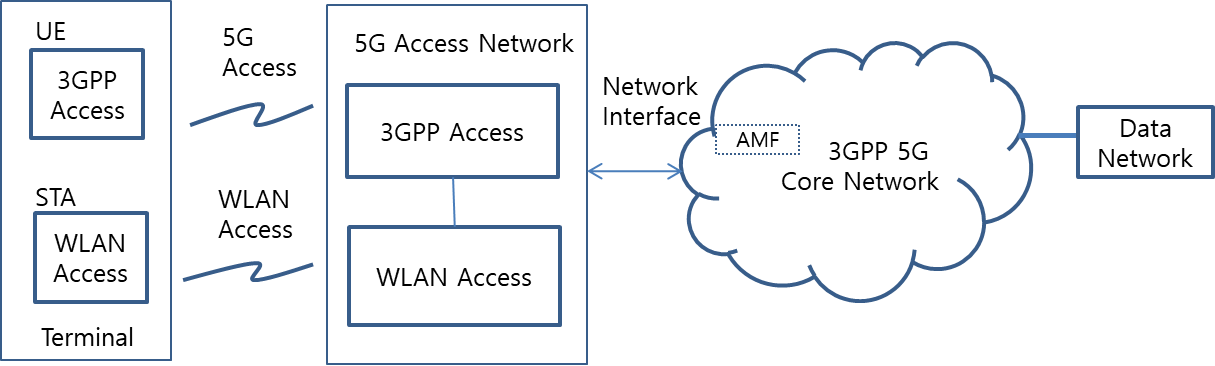 UE
3GPP
Access
STA
WLAN
Access
Terminal
5G
Access
WLAN
Access
5G Access Network
3GPP Access
WLAN Access
Network
Interface
AMF
3GPP 5G
Core Network
Data
Network